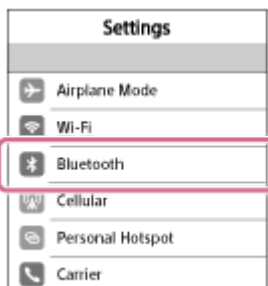 Settings
Airplane Mode
Wi-Fi
Bluetooth
Cellular
Personal Hotspot
Carrier